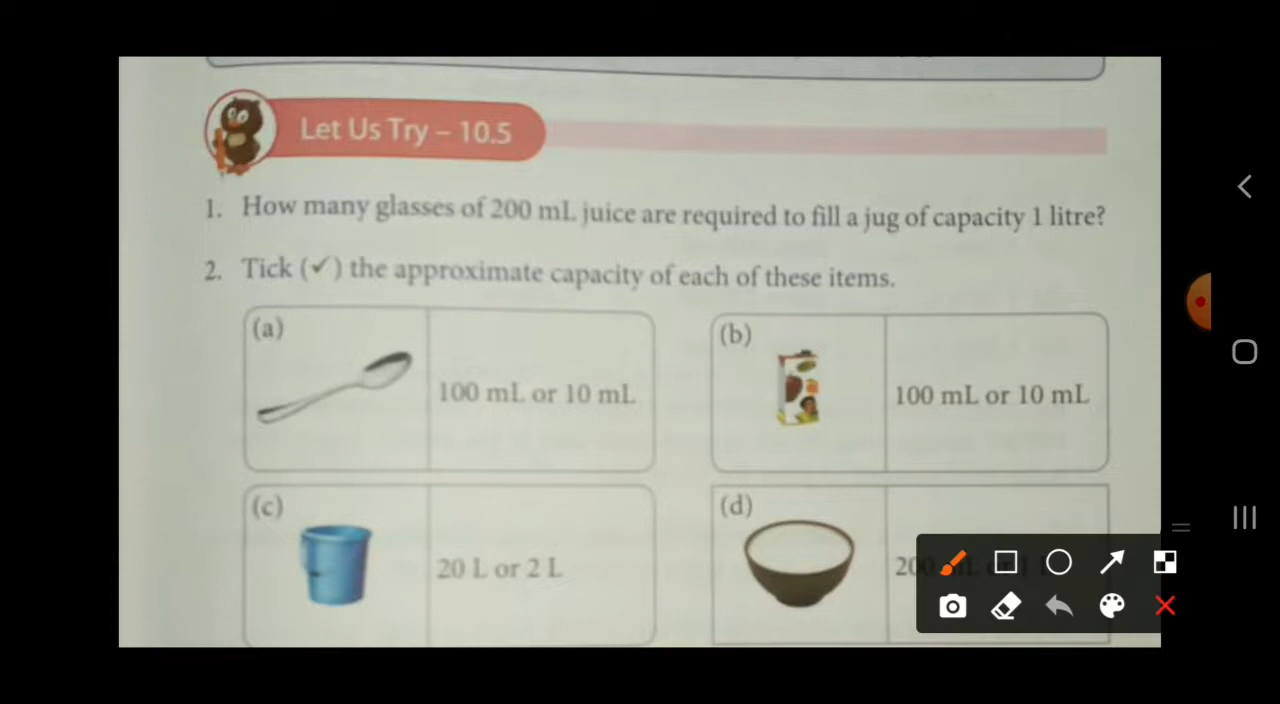 Let Us Try – 10.5
1. How many glasses of 200 mL juice are required to fill a jug of capacity 1 litre?
2. Tick (✓) the approximate capacity of each of these items.
(a)
100 mL or 10 mL
(b)
100 mL or 10 mL
(c)
20 L or 2 L
(d)